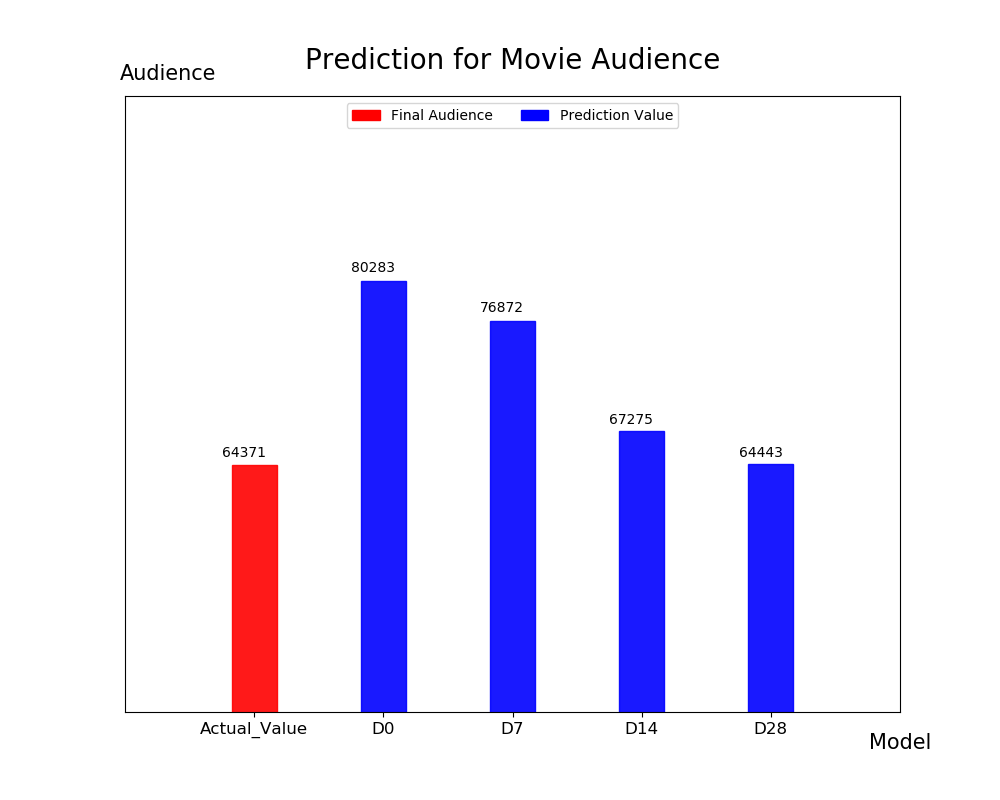 Prediction for Movie Audience
Audience
Final Audience
Prediction Value
80283
76872
67275
64371
64443
Actual_Value
D0
D7
D14
D28
Model